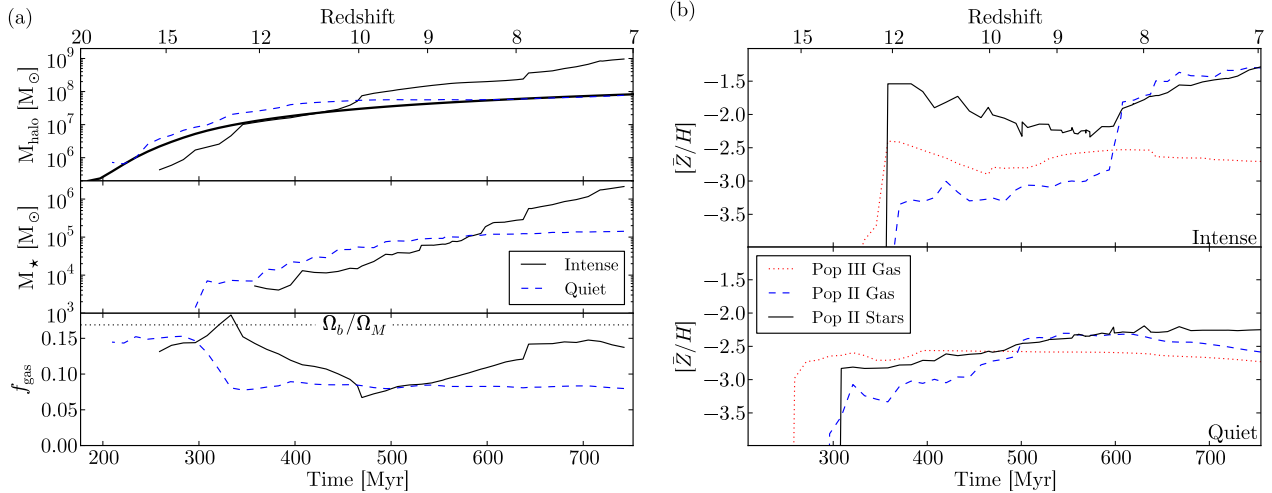 (a)
Redshift
20 15 12 10 9 8 7
M_halo [M_⊙]
10^9
10^8
10^7
10^6
M_⋆ [M_⊙]
10^6
10^5
10^4
10^3
Intense
Quiet
f_gas
Ω_b/Ω_M
0.15
0.10
0.05
0.00
200 300 400 500 600 700
Time [Myr]
(b)
Redshift
15 12 10 9 8 7
[Z̄/H]
−1.5
−2.0
−2.5
−3.0
−3.5
Intense
[Z̄/H]
−1.5
−2.0
−2.5
−3.0
−3.5
Pop III Gas
Pop II Gas
Pop II Stars
Quiet
300 400 500 600 700
Time [Myr]